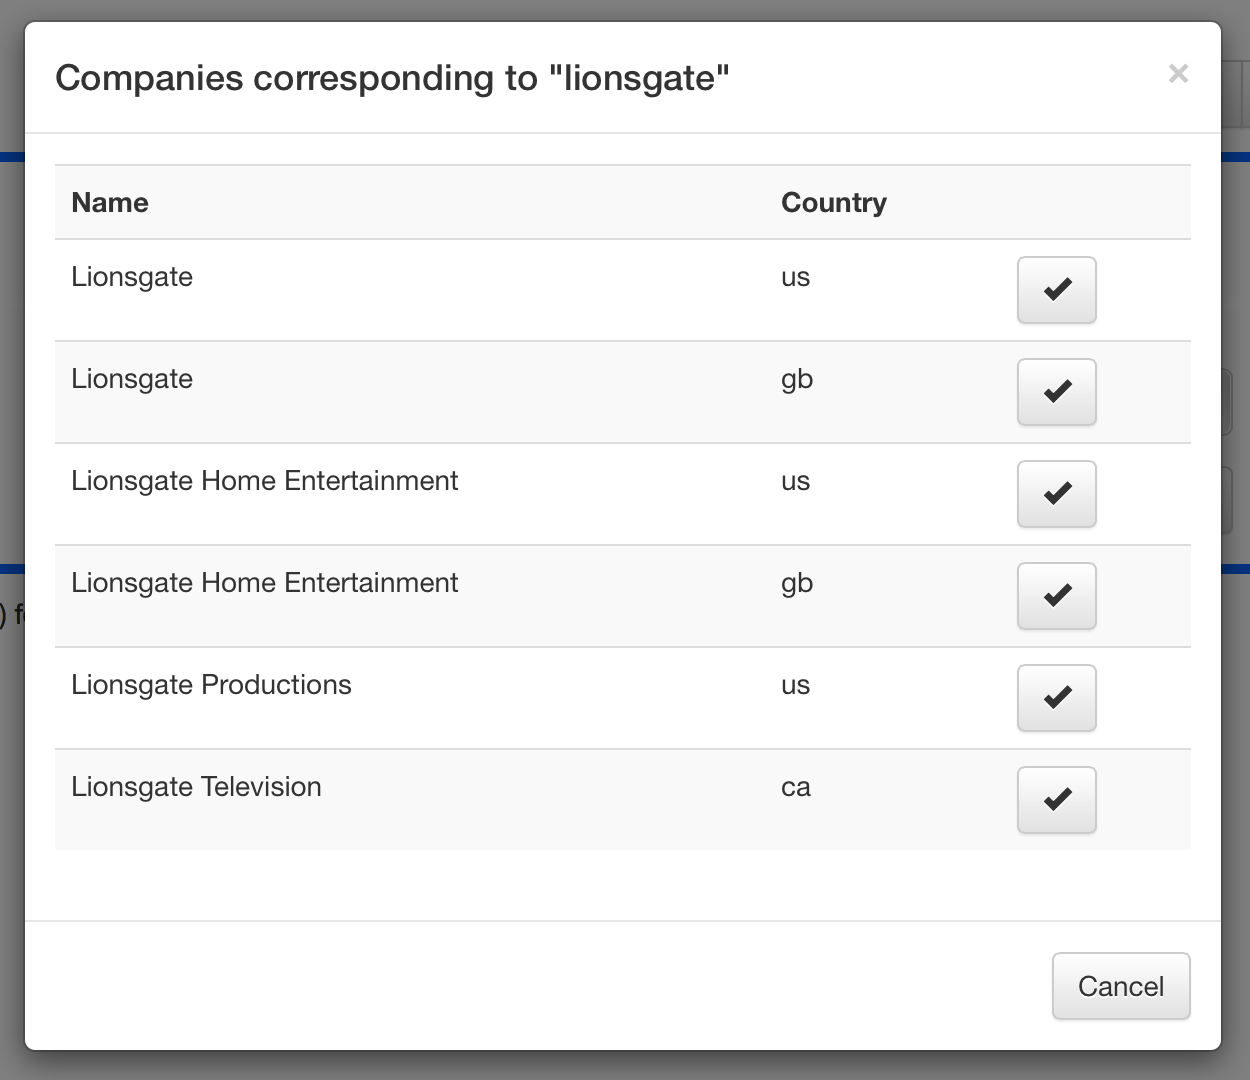 Companies corresponding to "lionsgate"
×
Name Country
Lionsgate us
Lionsgate gb
Lionsgate Home Entertainment us
Lionsgate Home Entertainment gb
) f
Lionsgate Productions us
Lionsgate Television ca
Cancel